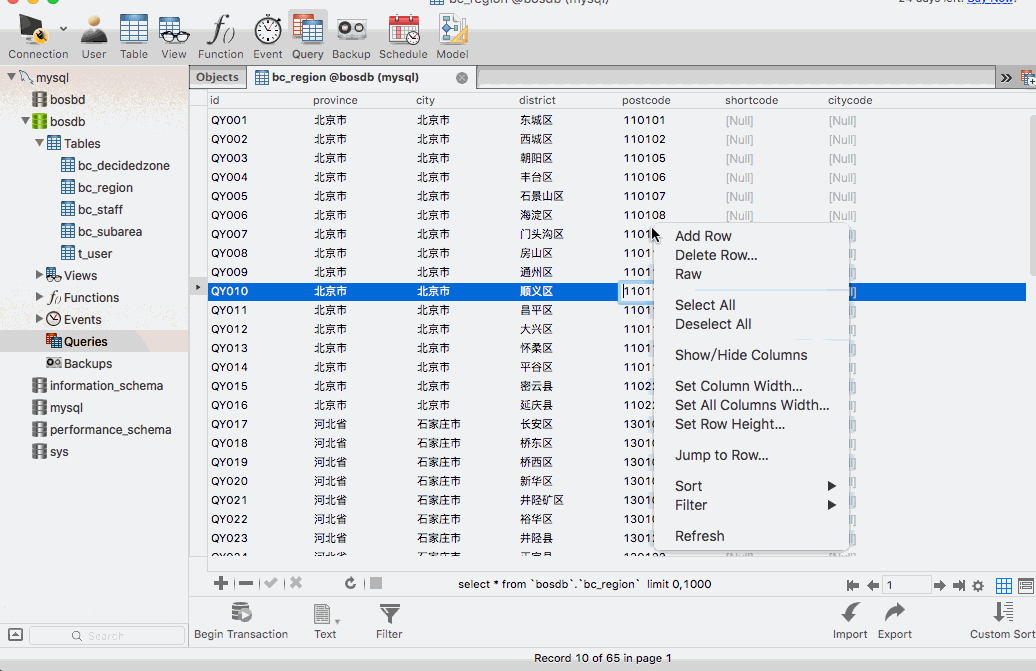 bc_region @bosdb (mysql)
24 days left! Buy Now!
Connection User Table View Function Event Query Backup Schedule Model
mysql
bosbd
bosdb
Tables
bc_decidedzone
bc_region
bc_staff
bc_subarea
t_user
Views
Functions
Events
Queries
Backups
information_schema
mysql
performance_schema
sys
Search
Objects bc_region @bosdb (mysql)
id province city district postcode shortcode citycode
QY001 北京市 北京市 东城区 110101 [Null] [Null]
QY002 北京市 北京市 西城区 110102 [Null] [Null]
QY003 北京市 北京市 朝阳区 110105 [Null] [Null]
QY004 北京市 北京市 丰台区 110106 [Null] [Null]
QY005 北京市 北京市 石景山区 110107 [Null] [Null]
QY006 北京市 北京市 海淀区 110108 [Null] [Null]
QY007 北京市 北京市 门头沟区 1101
QY008 北京市 北京市 房山区 1101
QY009 北京市 北京市 通州区 1101
QY010 北京市 北京市 顺义区 1101
QY011 北京市 北京市 昌平区 1101
QY012 北京市 北京市 大兴区 1101
QY013 北京市 北京市 怀柔区 1101
QY014 北京市 北京市 平谷区 1101
QY015 北京市 北京市 密云县 1102
QY016 北京市 北京市 延庆县 1102
QY017 河北省 石家庄市 长安区 1301
QY018 河北省 石家庄市 桥东区 1301
QY019 河北省 石家庄市 桥西区 1301
QY020 河北省 石家庄市 新华区 1301
QY021 河北省 石家庄市 井陉矿区 1301
QY022 河北省 石家庄市 裕华区 1301
QY023 河北省 石家庄市 井陉县 1301
Add Row
Delete Row...
Raw
Select All
Deselect All
Show/Hide Columns
Set Column Width...
Set All Columns Width...
Set Row Height...
Jump to Row...
Sort
Filter
Refresh
select * from `bosdb`.`bc_region` limit 0,1000
1
Begin Transaction Text Filter Import Export Custom Sort
Record 10 of 65 in page 1